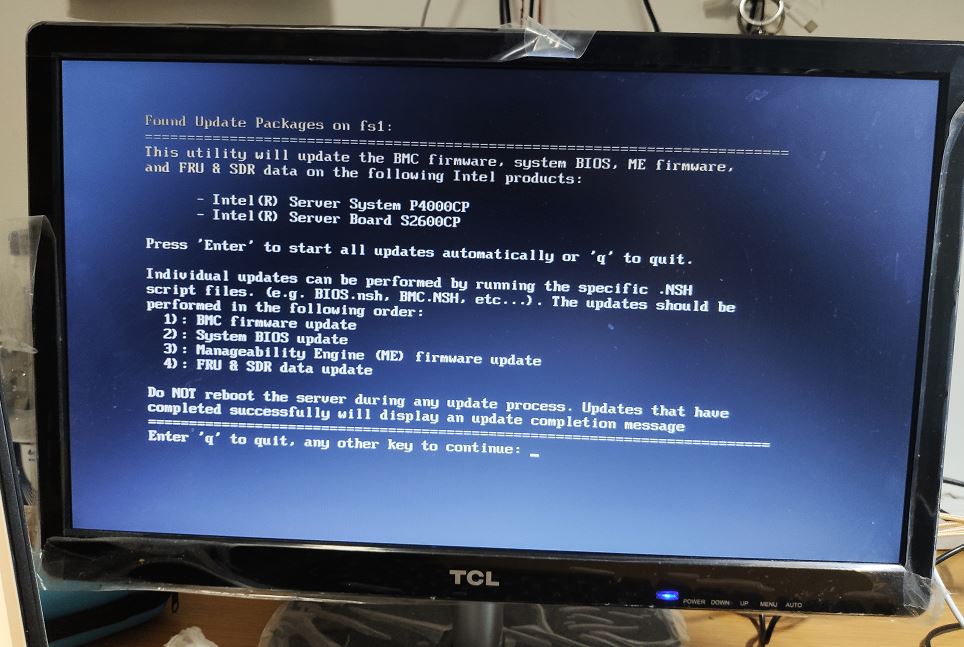 Found Update Packages on fs1:
=============================================================================
This utility will update the BMC firmware, system BIOS, ME firmware,
and FRU & SDR data on the following Intel products:
- Intel(R) Server System P4000CP
- Intel(R) Server Board S2600CP
Press 'Enter' to start all updates automatically or 'q' to quit.
Individual updates can be performed by running the specific .NSH
script files. (e.g. BIOS.nsh, BMC.NSH, etc...). The updates should be
performed in the following order:
1): BMC firmware update
2): System BIOS update
3): Manageability Engine (ME) firmware update
4): FRU & SDR data update
Do NOT reboot the server during any update process. Updates that have
completed successfully will display an update completion message
=============================================================================
Enter 'q' to quit, any other key to continue: _
TCL
POWER DOWN UP MENU AUTO